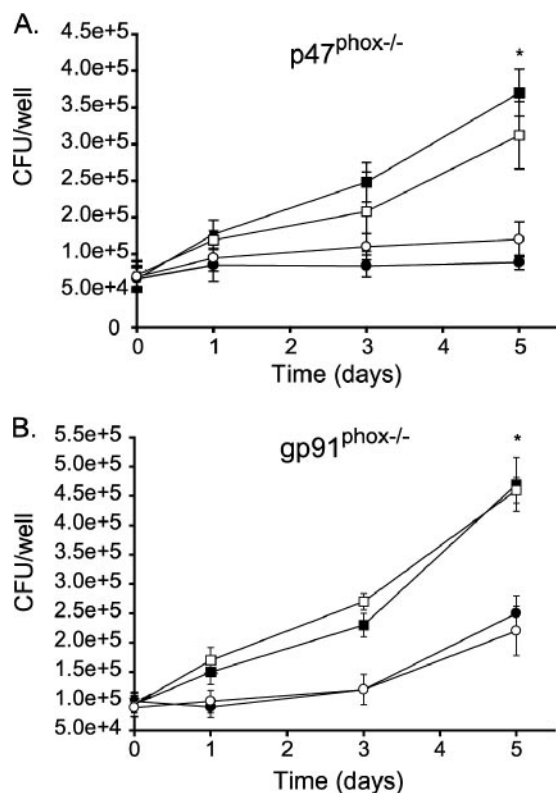 A.
p47phox-/-
*
4.5e+5
4.0e+5
3.5e+5
3.0e+5
2.5e+5
1.5e+5
1.0e+5
5.0e+4
0
CFU/well
0 1 2 3 4 5
Time (days)
B.
gp91phox-/-
*
5.5e+5
5.0e+5
4.5e+5
4.0e+5
3.5e+5
3.0e+5
2.5e+5
2.0e+5
1.5e+5
1.0e+5
5.0e+4
CFU/well
0 1 2 3 4 5
Time (days)